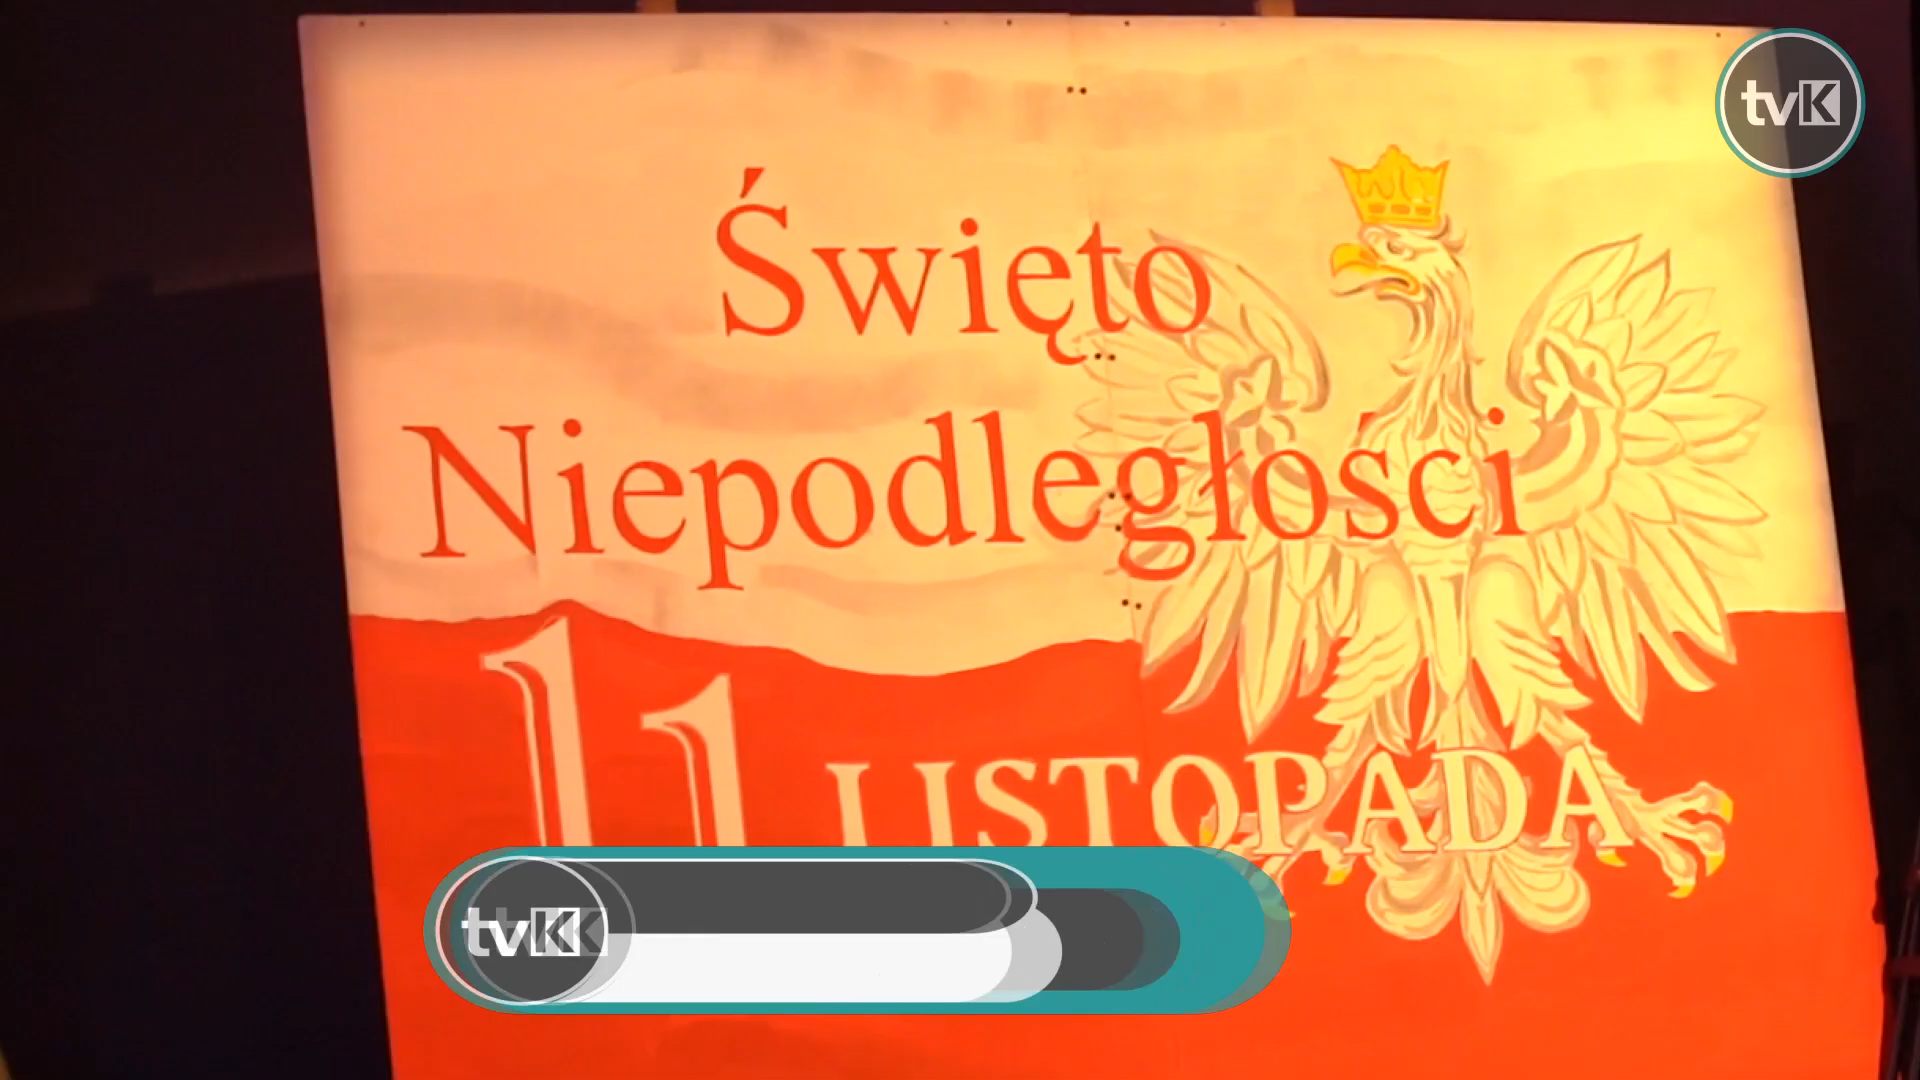 tvK
Święto
Niepodległości
11 LISTOPADA
tvK